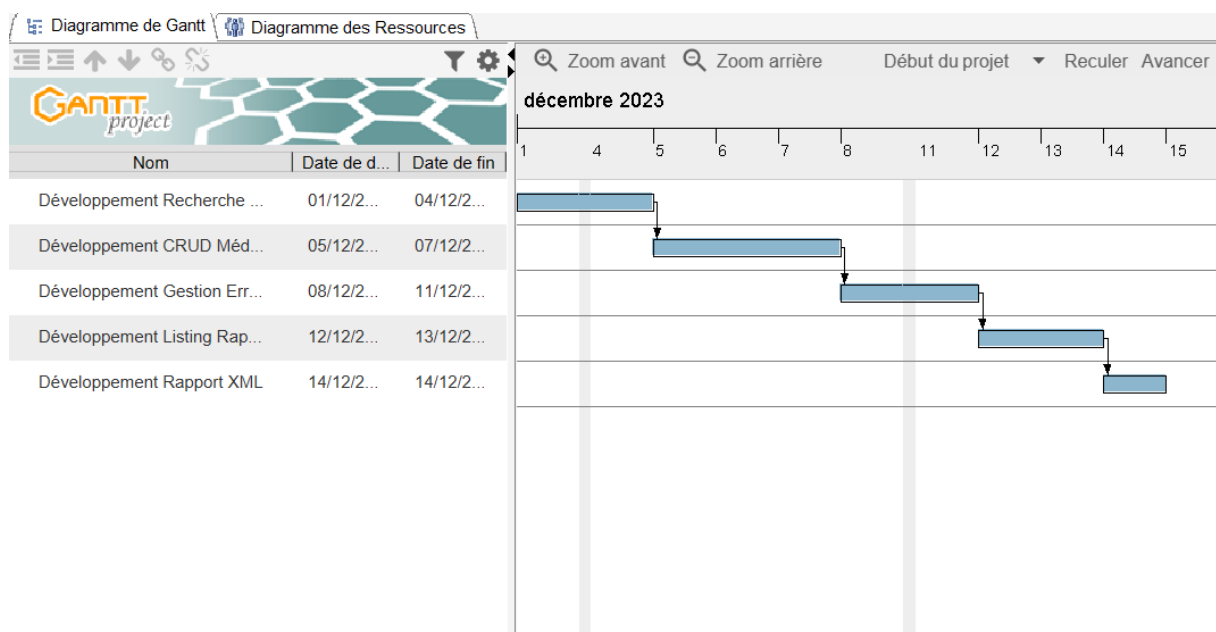 Diagramme de Gantt Diagramme des Ressources
Zoom avant Zoom arrière Début du projet Reculer Avancer
GANTT
project
décembre 2023
1 4 5 6 7 8 11 12 13 14 15
Nom Date de d... Date de fin
Développement Recherche ... 01/12/2... 04/12/2...
Développement CRUD Méd... 05/12/2... 07/12/2...
Développement Gestion Err... 08/12/2... 11/12/2...
Développement Listing Rap... 12/12/2... 13/12/2...
Développement Rapport XML 14/12/2... 14/12/2...